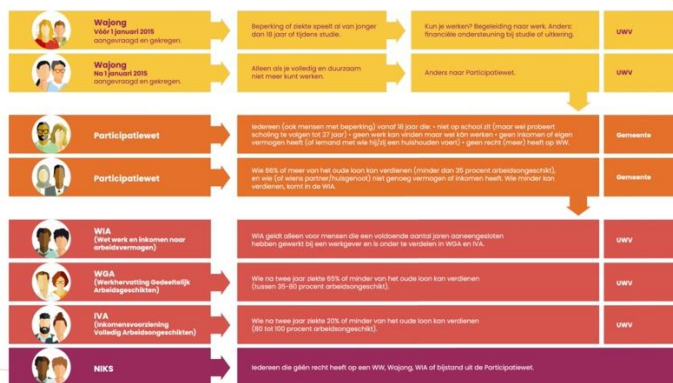 Wajong
Vóór 1 januari 2015
aangevraagd en gekregen.
Beperking of ziekte speelt al van jonger
dan 18 jaar of tijdens studie.
Kun je werken? Begeleiding naar werk. Anders:
financiële ondersteuning bij studie of uitkering.
UWV
Wajong
Na 1 januari 2015
aangevraagd en gekregen.
Alleen als je volledig en duurzaam
niet meer kunt werken.
Anders naar Participatiewet.
UWV
Participatiewet
Iedereen (ook mensen met beperking) vanaf 18 jaar die: • niet op school zit (maar wel probeert
scholing te volgen tot 27 jaar) • geen werk kan vinden maar wel kán werken • geen inkomen of eigen
vermogen heeft (of iemand met wie hij/zij een huishouden voert) • geen recht (meer) heeft op WW.
Gemeente
Participatiewet
Wie 66% of meer van het oude loon kan verdienen (minder dan 35 procent arbeidsongeschikt),
en wie (of wiens partner/huisgenoot) niet genoeg vermogen of inkomen heeft. Wie minder kan
verdienen, komt in de WIA.
Gemeente
WIA
(Wet werk en inkomen naar
arbeidsvermogen)
WIA geldt alleen voor mensen die een voldoende aantal jaren aaneengesloten
hebben gewerkt bij een werkgever en is onder te verdelen in WGA en IVA.
UWV
WGA
(Werkhervatting Gedeeltelijk
Arbeidsgeschikten)
Wie na twee jaar ziekte 65% of minder van het oude loon kan verdienen
(tussen 35-80 procent arbeidsongeschikt).
UWV
IVA
(Inkomensvoorziening
Volledig Arbeidsongeschikten)
Wie na twee jaar ziekte 20% of minder van het oude loon kan verdienen
(80 tot 100 procent arbeidsongeschikt).
UWV
NIKS
Iedereen die géén recht heeft op een WW, Wajong, WIA of bijstand uit de Participatiewet.